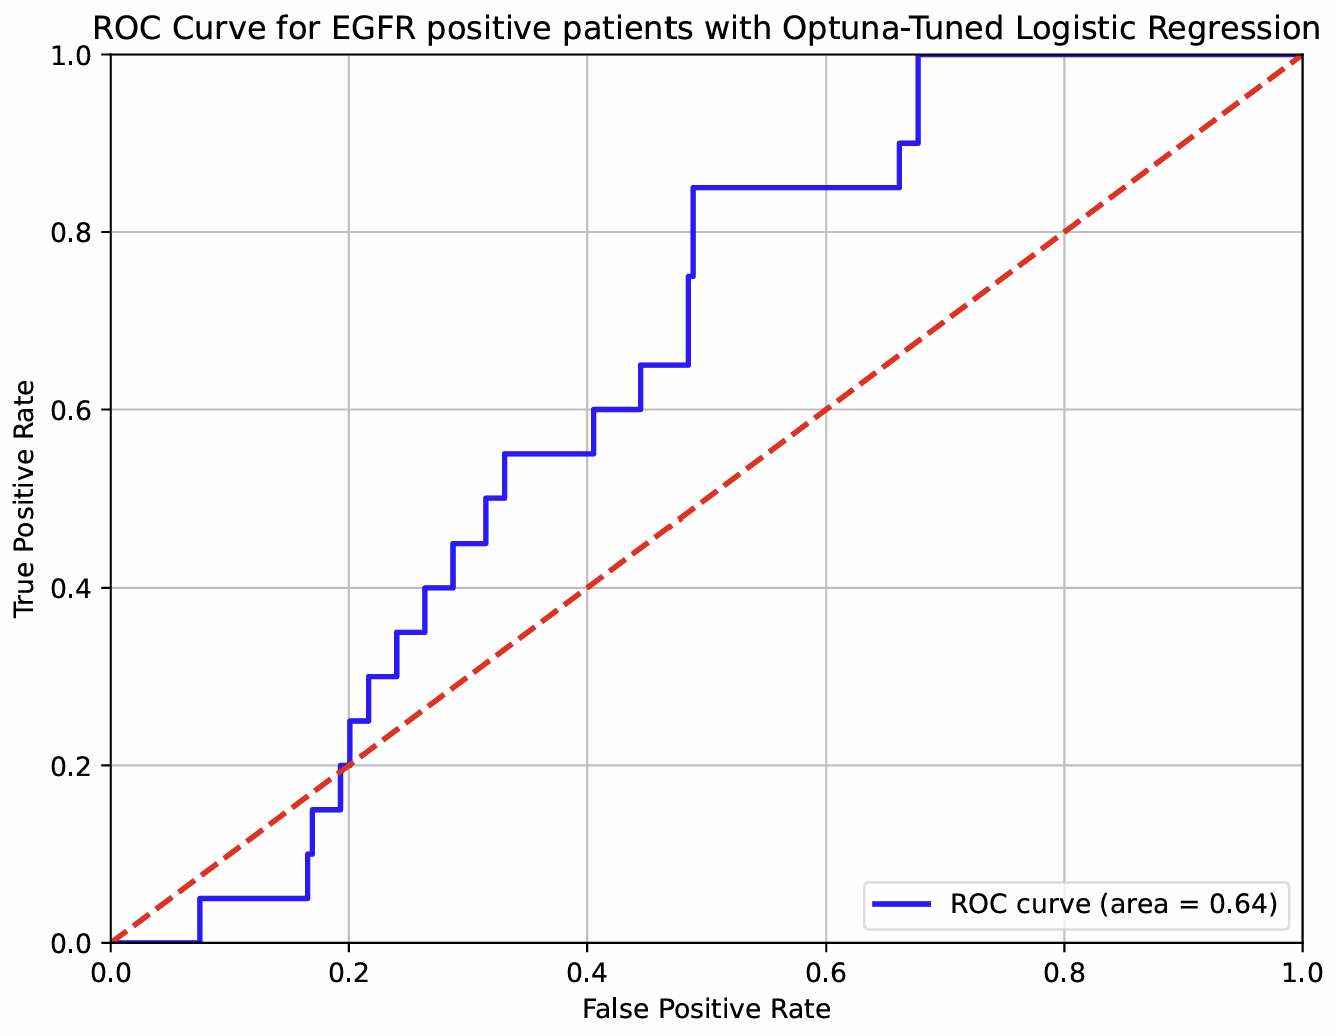 ROC Curve for EGFR positive patients with Optuna-Tuned Logistic Regression
1.0
0.8
0.6
0.4
0.2
0.0
True Positive Rate
ROC curve (area = 0.64)
0.0 0.2 0.4 0.6 0.8 1.0
False Positive Rate